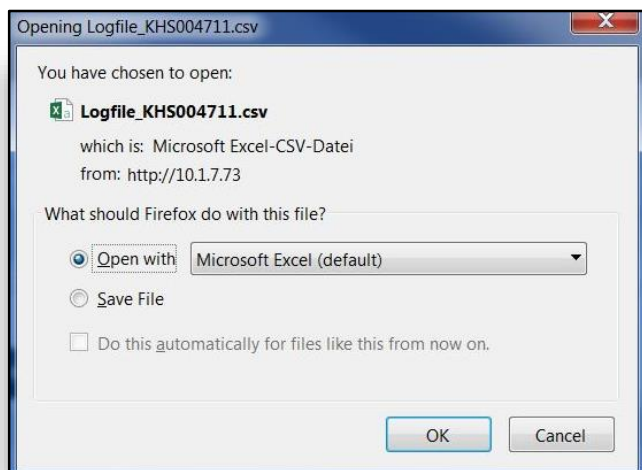 Opening Logfile_KHS004711.csv
You have chosen to open:
Logfile_KHS004711.csv
which is: Microsoft Excel-CSV-Datei
from: http://10.1.7.73
What should Firefox do with this file?
Open with Microsoft Excel (default)
Save File
Do this automatically for files like this from now on.
OK Cancel